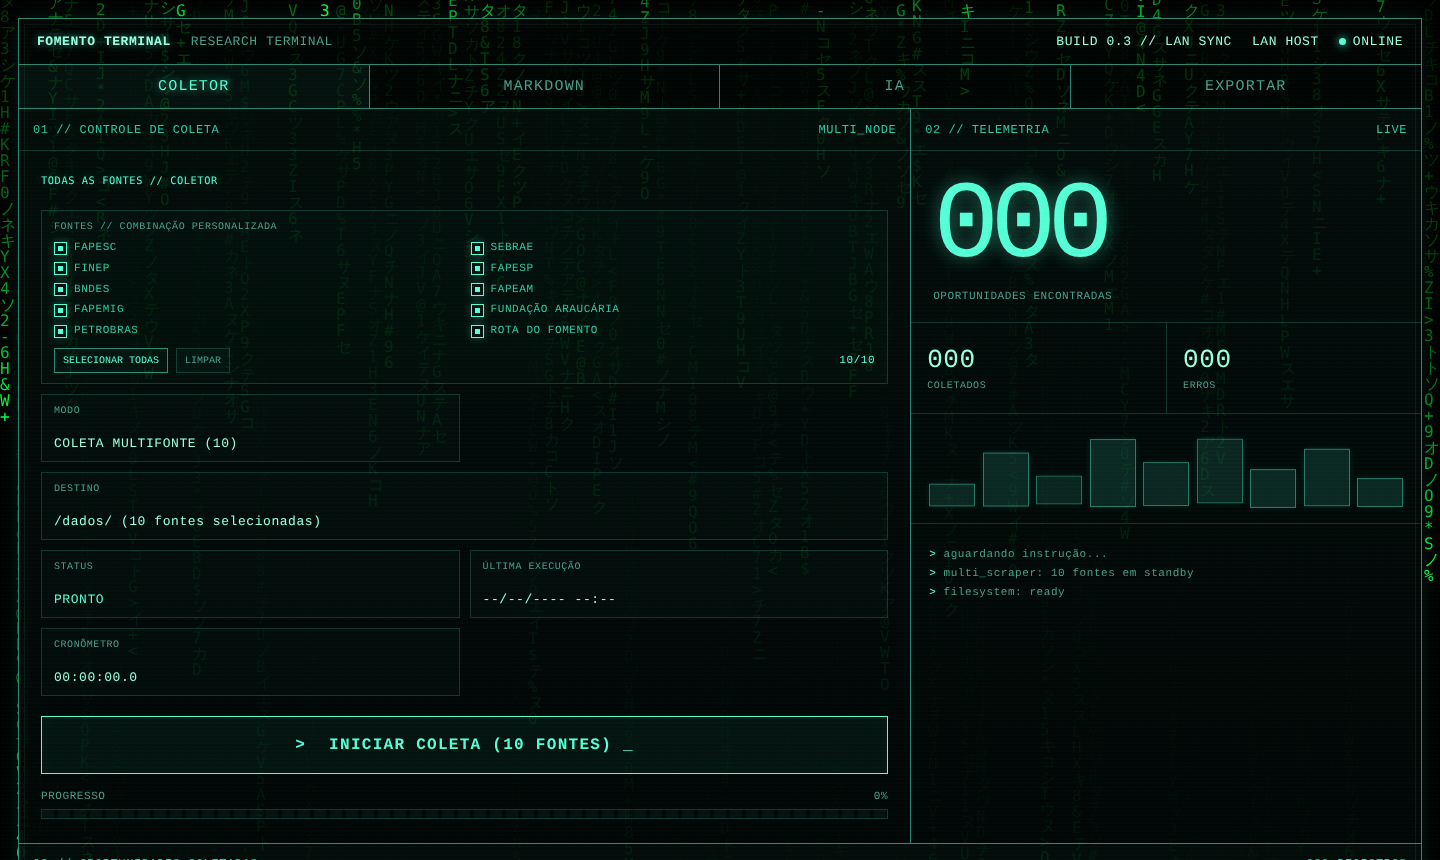 FOMENTO TERMINAL RESEARCH TERMINAL
BUILD 0.3 // LAN SYNC LAN HOST ONLINE
COLETOR MARKDOWN IA EXPORTAR
01 // CONTROLE DE COLETA MULTI_NODE
02 // TELEMETRIA LIVE
TODAS AS FONTES // COLETOR
FONTES // COMBINAÇÃO PERSONALIZADA
FAPESC SEBRAE
FINEP FAPESP
BNDES FAPEAM
FAPEMIG FUNDAÇÃO ARAUCÁRIA
PETROBRAS ROTA DO FOMENTO
SELECIONAR TODAS LIMPAR 10/10
MODO
COLETA MULTIFONTE (10)
DESTINO
/dados/ (10 fontes selecionadas)
STATUS
PRONTO
ÚLTIMA EXECUÇÃO
--/--/---- --:--
CRONÔMETRO
00:00:00.0
> INICIAR COLETA (10 FONTES) _
PROGRESSO 0%
000
OPORTUNIDADES ENCONTRADAS
000
COLETADOS
000
ERROS
> aguardando instrução...
> multi_scraper: 10 fontes em standby
> filesystem: ready